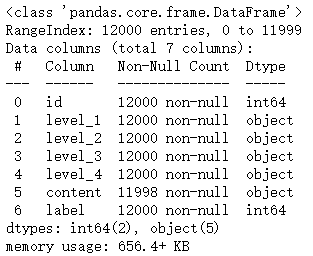 <class 'pandas.core.frame.DataFrame'>
RangeIndex: 12000 entries, 0 to 11999
Data columns (total 7 columns):
 #   Column   Non-Null Count  Dtype
---  ------   --------------  -----
 0   id       12000 non-null  int64
 1   level_1  12000 non-null  object
 2   level_2  12000 non-null  object
 3   level_3  12000 non-null  object
 4   level_4  12000 non-null  object
 5   content  11998 non-null  object
 6   label    12000 non-null  int64
dtypes: int64(2), object(5)
memory usage: 656.4+ KB